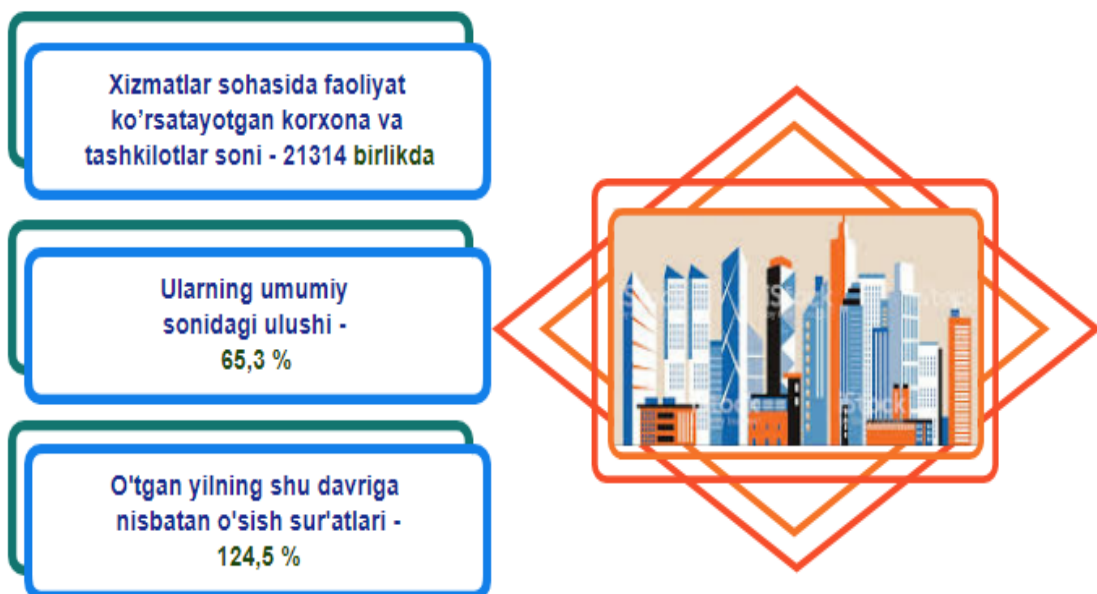 Xizmatlar sohasida faoliyat
ko’rsatayotgan korxona va
tashkilotlar soni - 21314 birlikda
Ularning umumiy
sonidagi ulushi -
65,3 %
O'tgan yilning shu davriga
nisbatan o'sish sur'atlari -
124,5 %
iStock